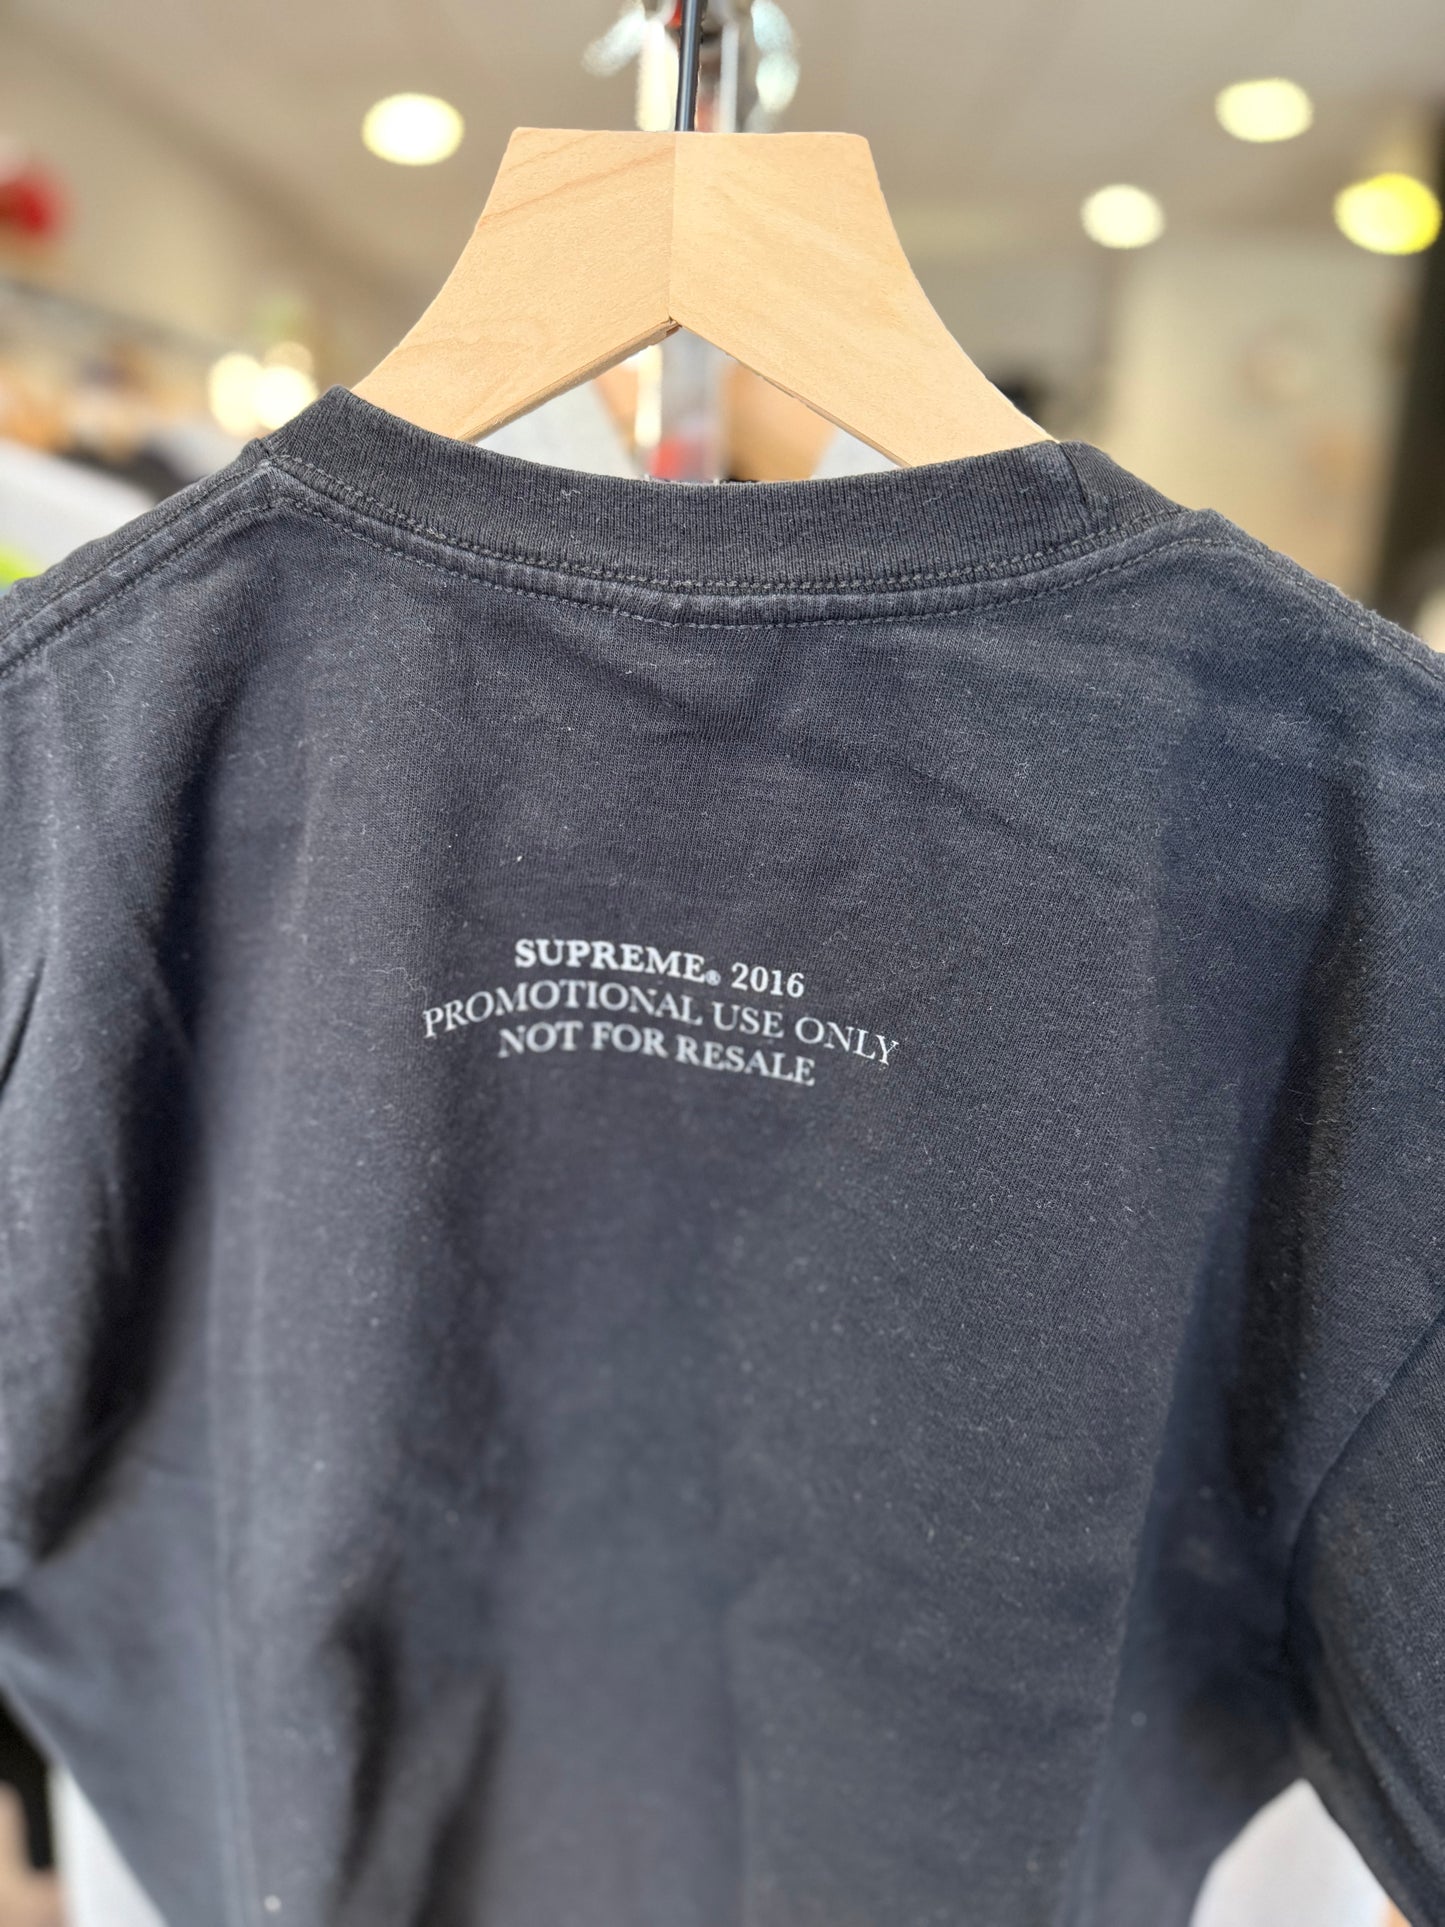 SUPREME® 2016
PROMOTIONAL USE ONLY
NOT FOR RESALE